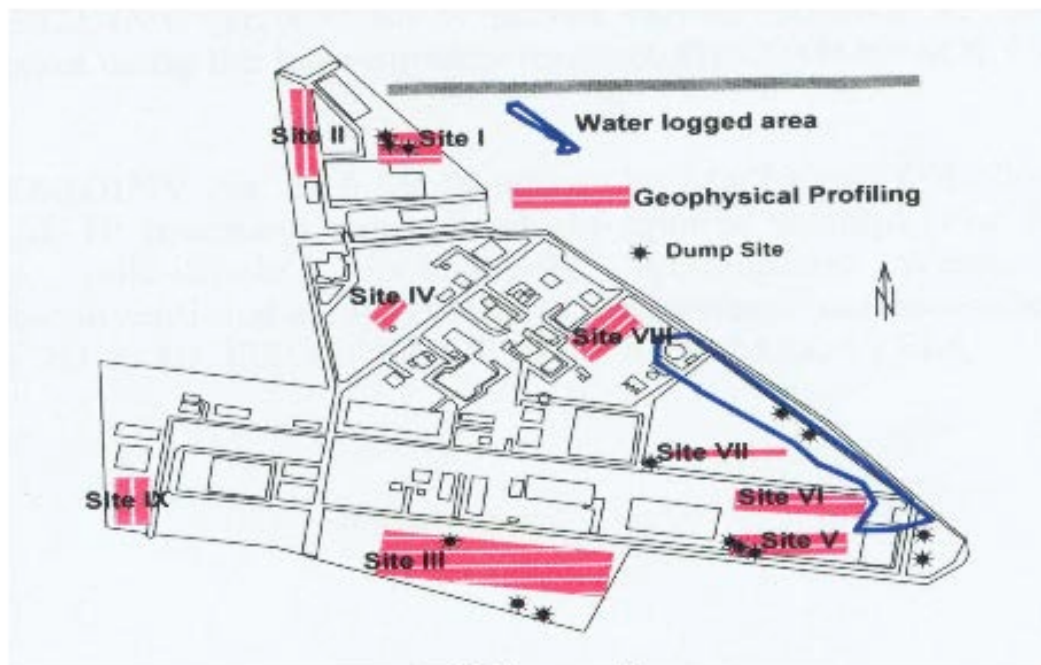 Site II
Site I
Water logged area
Geophysical Profiling
Dump Site
Site IV
Site VIII
N
Site VII
Site IX
Site VI
Site V
Site III